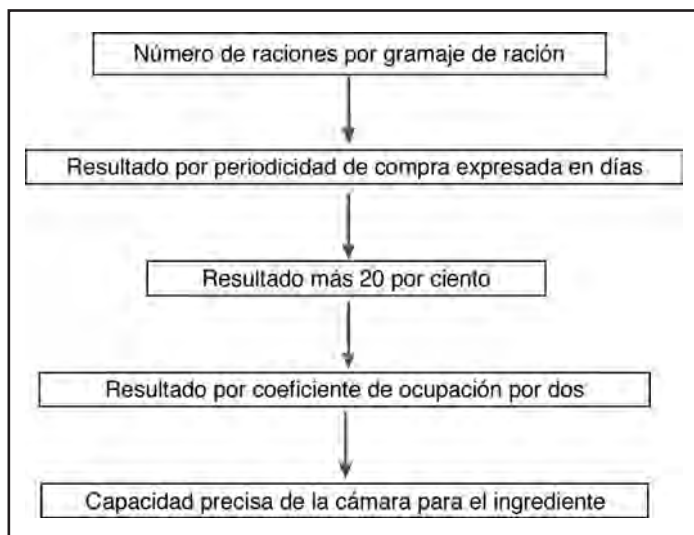 Número de raciones por gramaje de ración
Resultado por periodicidad de compra expresada en días
Resultado más 20 por ciento
Resultado por coeficiente de ocupación por dos
Capacidad precisa de la cámara para el ingrediente